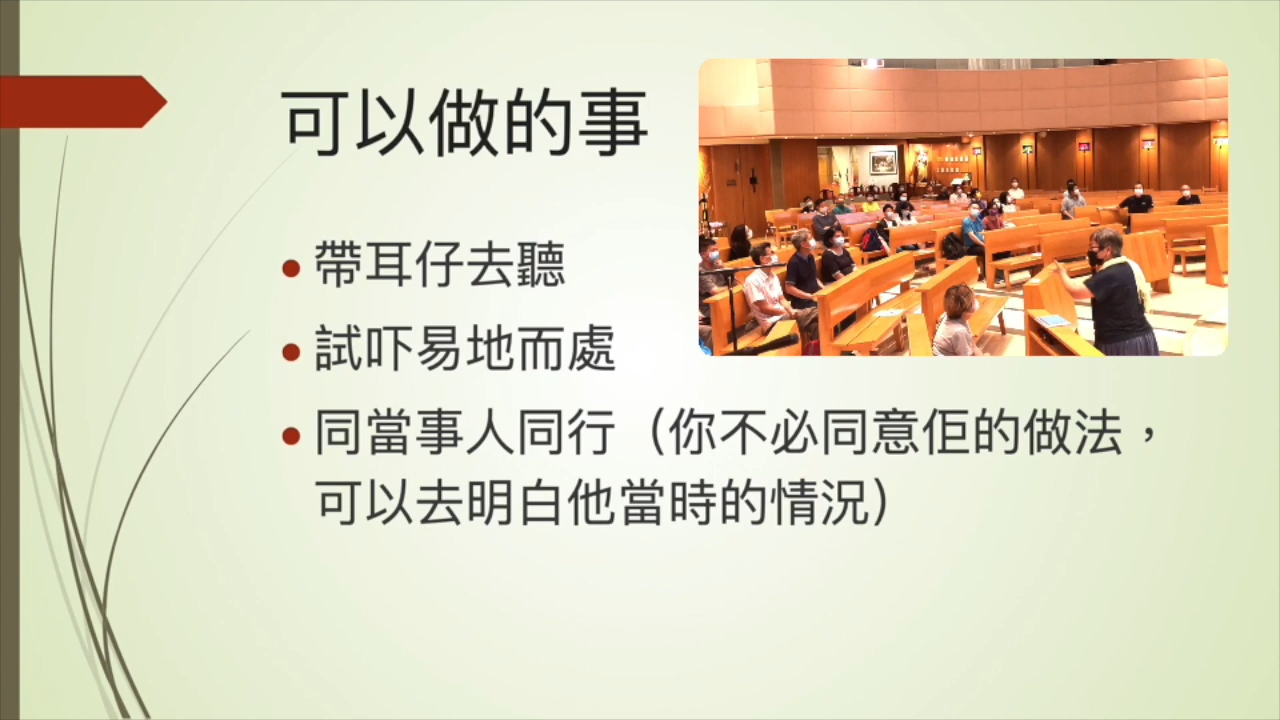 可以做的事
帶耳仔去聽
試吓易地而處
同當事人同行（你不必同意佢的做法，
可以去明白他當時的情況）